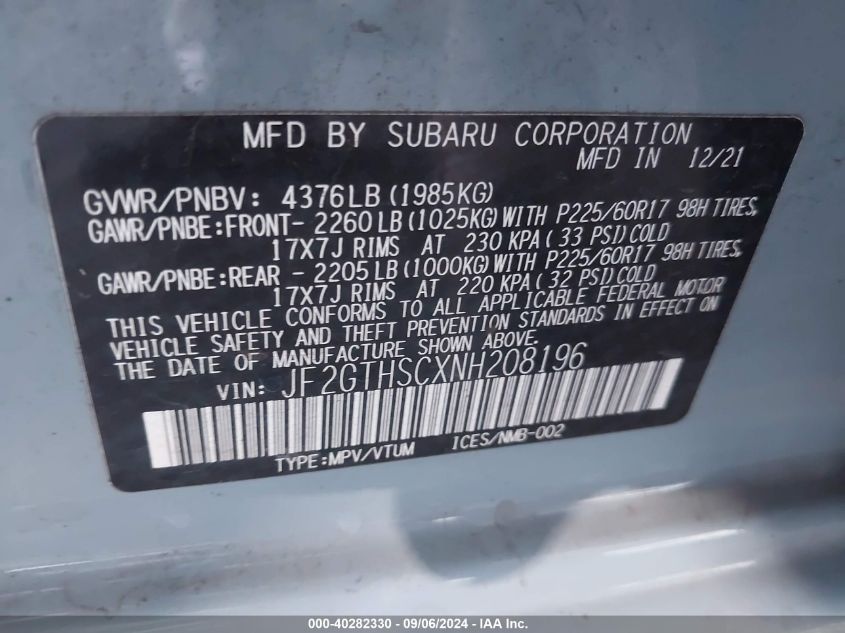 MFD BY SUBARU CORPORATION
MFD IN 12/21
GVWR/PNBV: 4376LB (1985KG)
GAWR/PNBE:FRONT- 2260 LB (1025KG) WITH P225/60R17 98H TIRES,
17X7J RIMS AT 230 KPA ( 33 PSI) COLD
GAWR/PNBE:REAR - 2205 LB (1000KG) WITH P225/60R17 98H TIRES,
17X7J RIMS AT 220 KPA ( 32 PSI) COLD
THIS VEHICLE CONFORMS TO ALL APPLICABLE FEDERAL MOTOR
VEHICLE SAFETY AND THEFT PREVENTION STANDARDS IN EFFECT ON
THE DATE OF MANUFACTURE SHOWN ABOVE.
VIN: JF2GTHSCXNH208196
TYPE:MPV/VTUM ICES/NMB-002
000-40282330 - 09/06/2024 - IAA Inc.